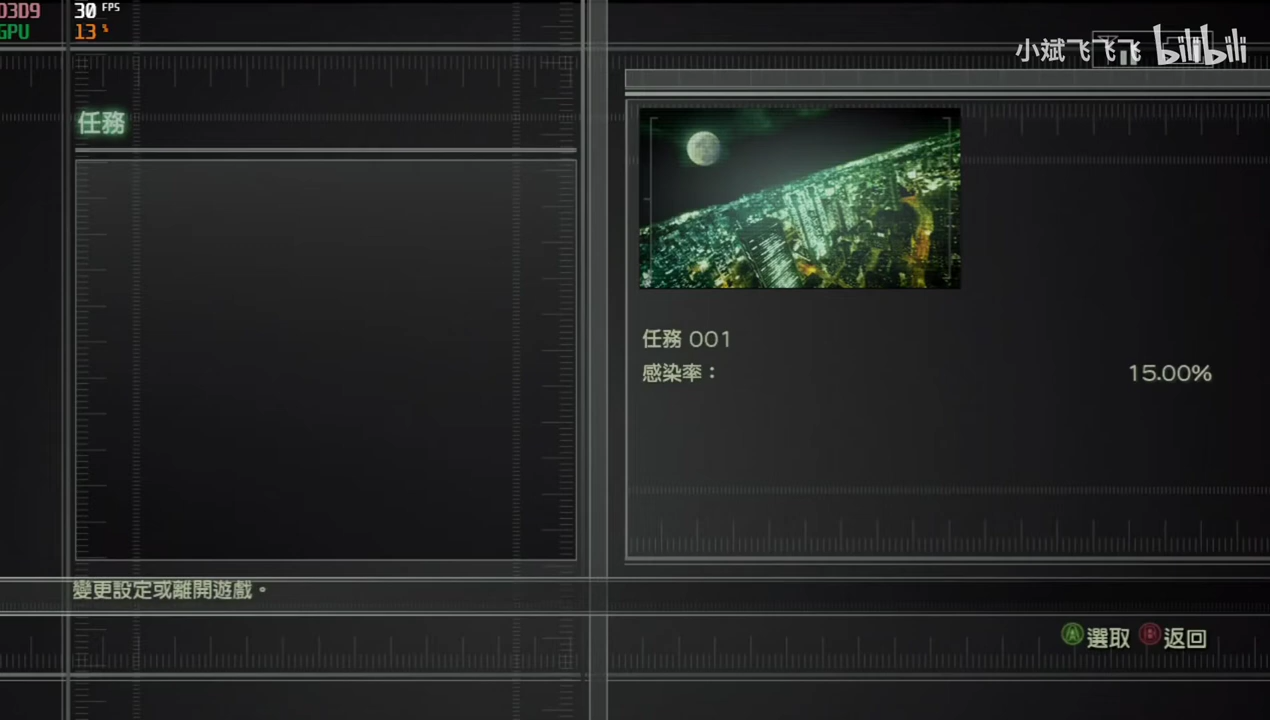 D3D9 30 FPS
GPU 13 %
小斌飞飞飞 bilibili
任務
任務 001
感染率： 15.00%
變更設定或離開遊戲。
A 選取 B 返回